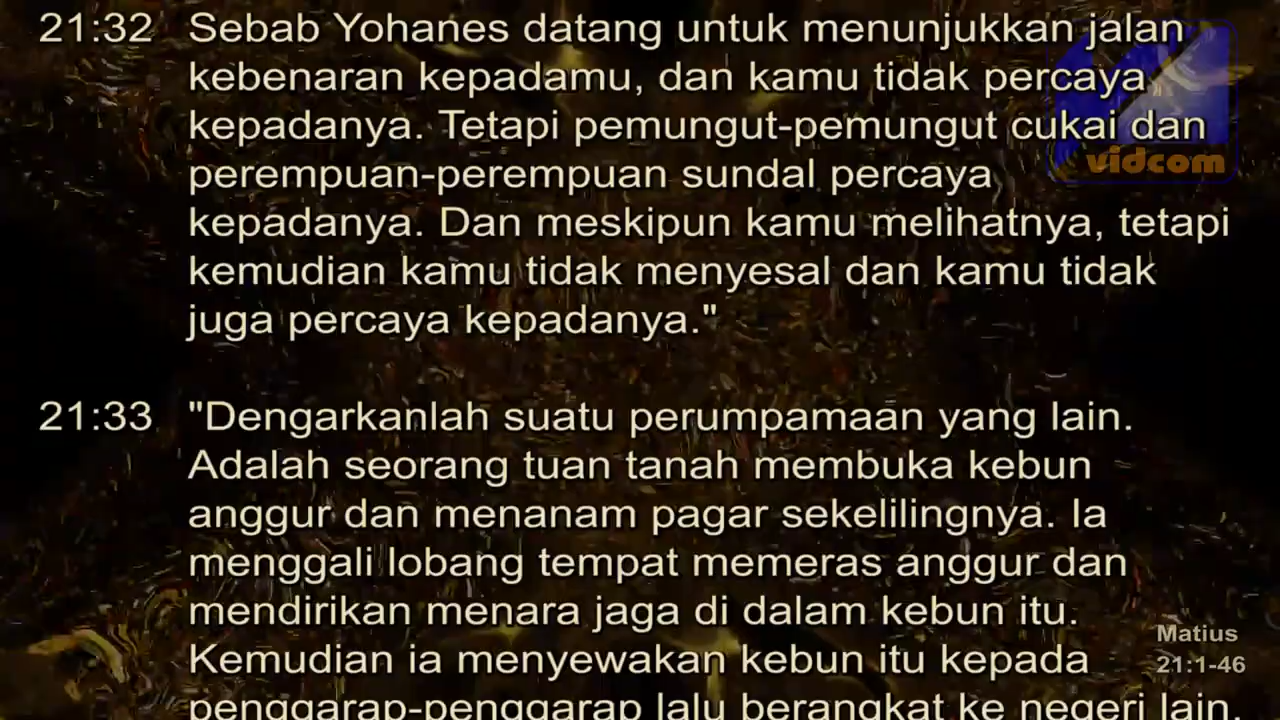 21:32 Sebab Yohanes datang untuk menunjukkan jalan
kebenaran kepadamu, dan kamu tidak percaya
kepadanya. Tetapi pemungut-pemungut cukai dan
perempuan-perempuan sundal percaya
kepadanya. Dan meskipun kamu melihatnya, tetapi
kemudian kamu tidak menyesal dan kamu tidak
juga percaya kepadanya."
21:33 "Dengarkanlah suatu perumpamaan yang lain.
Adalah seorang tuan tanah membuka kebun
anggur dan menanam pagar sekelilingnya. Ia
menggali lobang tempat memeras anggur dan
mendirikan menara jaga di dalam kebun itu.
Kemudian ia menyewakan kebun itu kepada
penggarap-penggarap lalu berangkat ke negeri lain.
vidcom
Matius
21:1-46